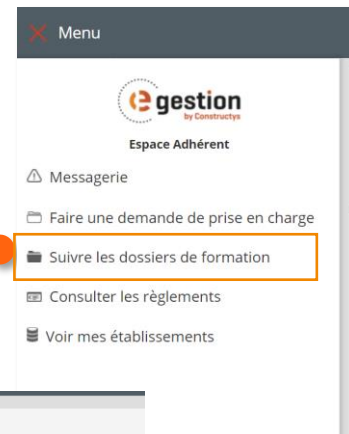 Menu
e gestion
by Constructys
Espace Adhérent
Messagerie
Faire une demande de prise en charge
Suivre les dossiers de formation
Consulter les règlements
Voir mes établissements